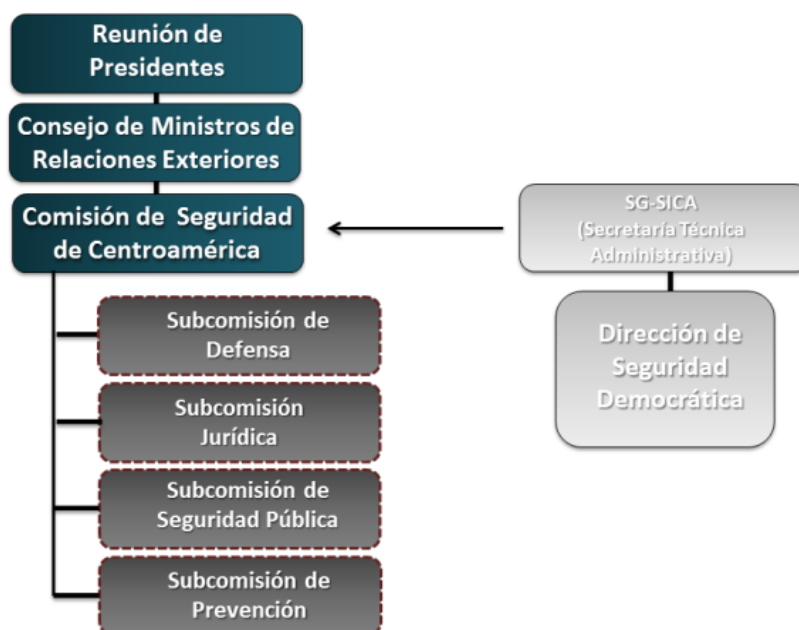 Reunión de
Presidentes
Consejo de Ministros de
Relaciones Exteriores
Comisión de Seguridad
de Centroamérica
SG-SICA
(Secretaría Técnica
Administrativa)
Dirección de
Seguridad
Democrática
Subcomisión de
Defensa
Subcomisión
Jurídica
Subcomisión de
Seguridad Pública
Subcomisión de
Prevención